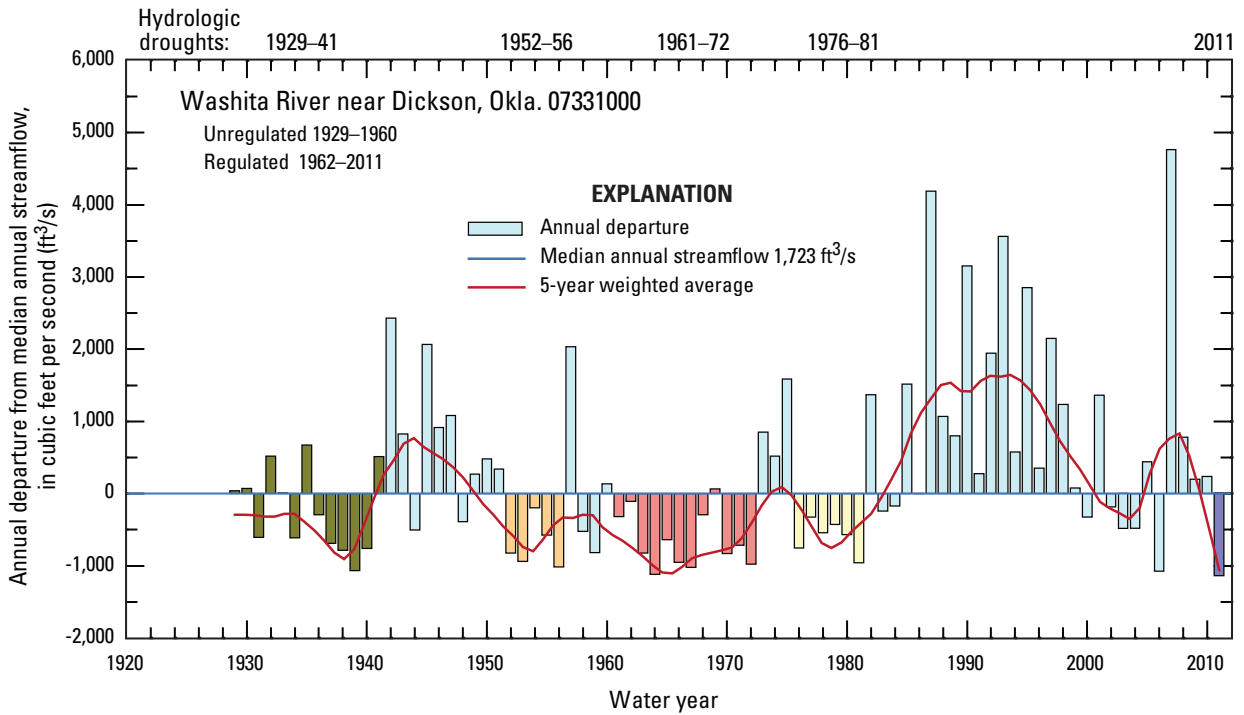 Hydrologic
droughts: 1929–41 1952–56 1961–72 1976–81 2011
6,000
5,000
4,000
3,000
2,000
1,000
0
-1,000
-2,000
Annual departure from median annual streamflow,
in cubic feet per second (ft³/s)
Washita River near Dickson, Okla. 07331000
Unregulated 1929–1960
Regulated 1962–2011
EXPLANATION
Annual departure
Median annual streamflow 1,723 ft³/s
5-year weighted average
1920 1930 1940 1950 1960 1970 1980 1990 2000 2010
Water year